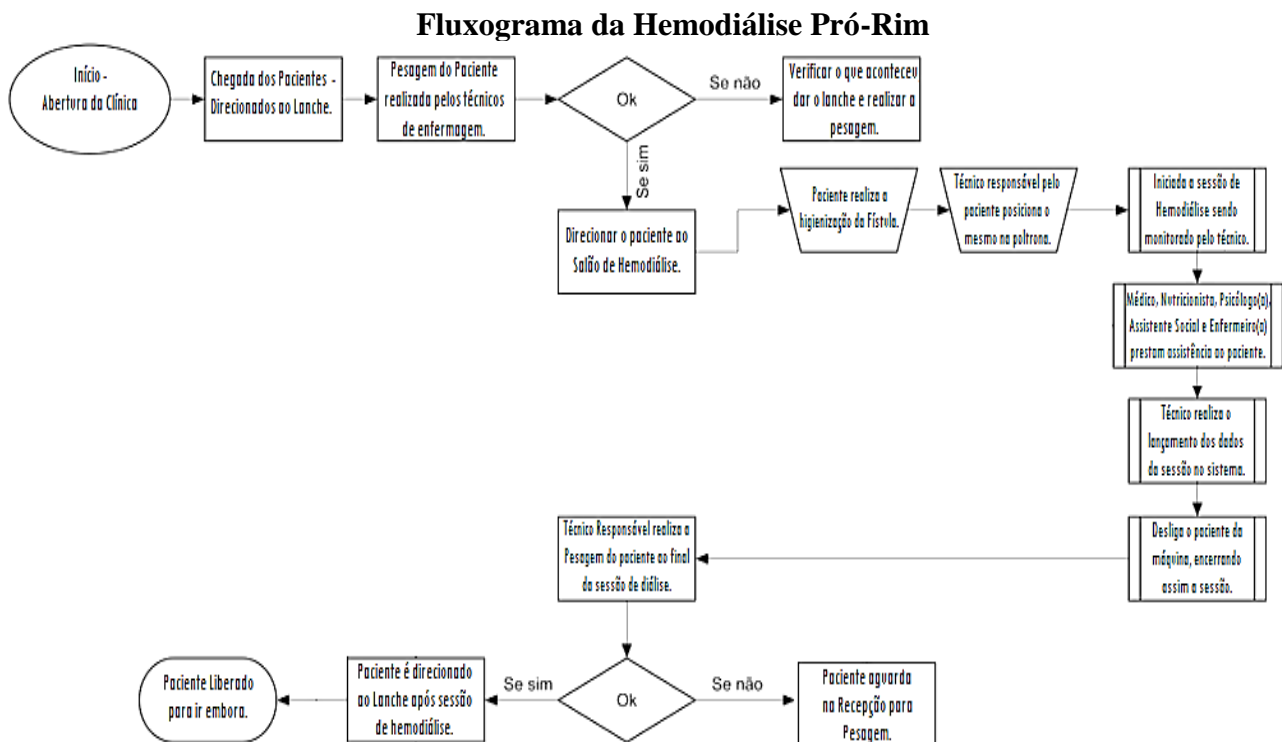 Fluxograma da Hemodiálise Pró-Rim
Início -
Abertura da Clínica
Chegada dos Pacientes -
Direcionados ao Lanche.
Pesagem do Paciente
realizada pelos técnicos
de enfermagem.
Ok
Se não
Verificar o que aconteceu
dar o lanche e realizar a
pesagem.
Se sim
Direcionar o paciente ao
Salão de Hemodiálise.
Paciente realiza a
higienização da Fístula.
Técnico responsável pelo
paciente posiciona o
mesmo na poltrona.
Iniciada a sessão de
Hemodiálise sendo
monitorado pelo técnico.
Médico, Nutricionista, Psicólogo(a),
Assistente Social e Enfermeiro(a)
prestam assistência ao paciente.
Técnico realiza o
lançamento dos dados
da sessão no sistema.
Desliga o paciente da
máquina, encerrando
assim a sessão.
Técnico Responsável realiza a
Pesagem do paciente ao final
da sessão de diálise.
Ok
Se não
Paciente aguarda
na Recepção para
Pesagem.
Se sim
Paciente é direcionado
ao Lanche após sessão
de hemodiálise.
Paciente Liberado
para ir embora.